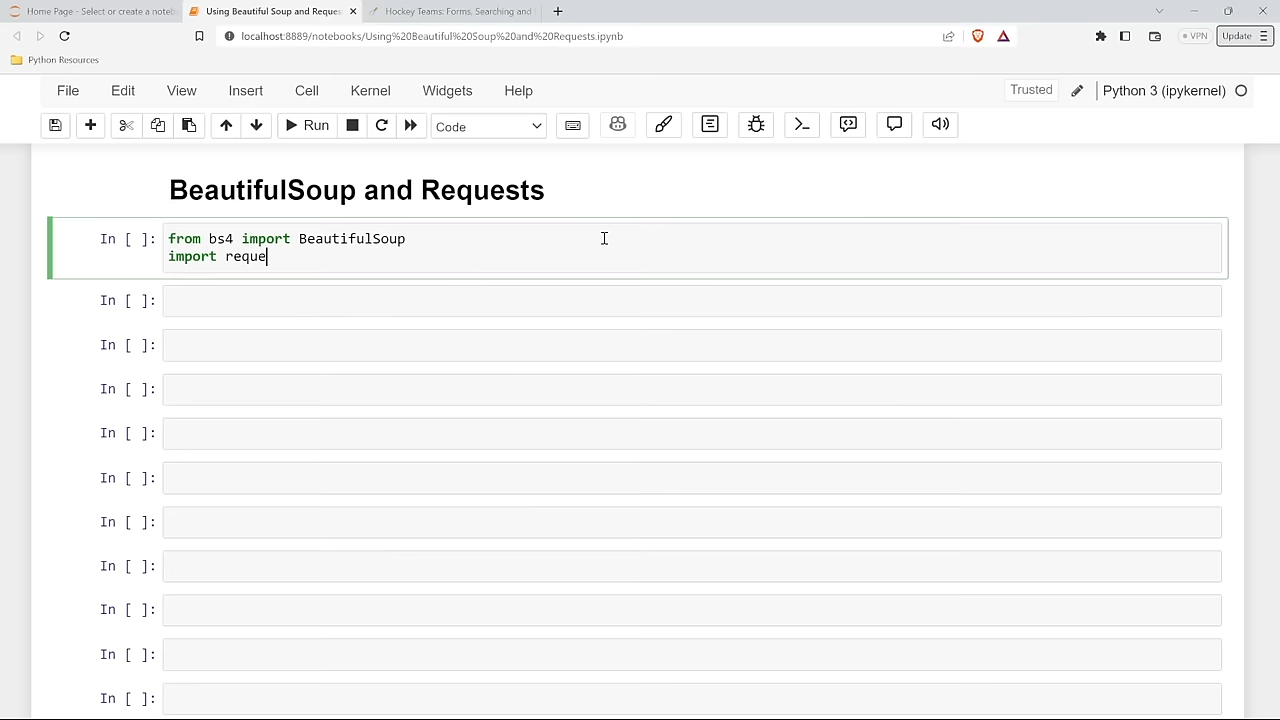 Home Page - Select or create a noteb
Using Beautiful Soup and Reques
Hockey Teams: Forms, Searching and
localhost:8889/notebooks/Using%20Beautiful%20Soup%20and%20Requests.ipynb
VPN
Update
Python Resources
File Edit View Insert Cell Kernel Widgets Help
Trusted
Python 3 (ipykernel)
Run
Code
BeautifulSoup and Requests
In [ ]: from bs4 import BeautifulSoup
import reque
In [ ]:
In [ ]:
In [ ]:
In [ ]:
In [ ]:
In [ ]:
In [ ]:
In [ ]:
In [ ]:
In [ ]: